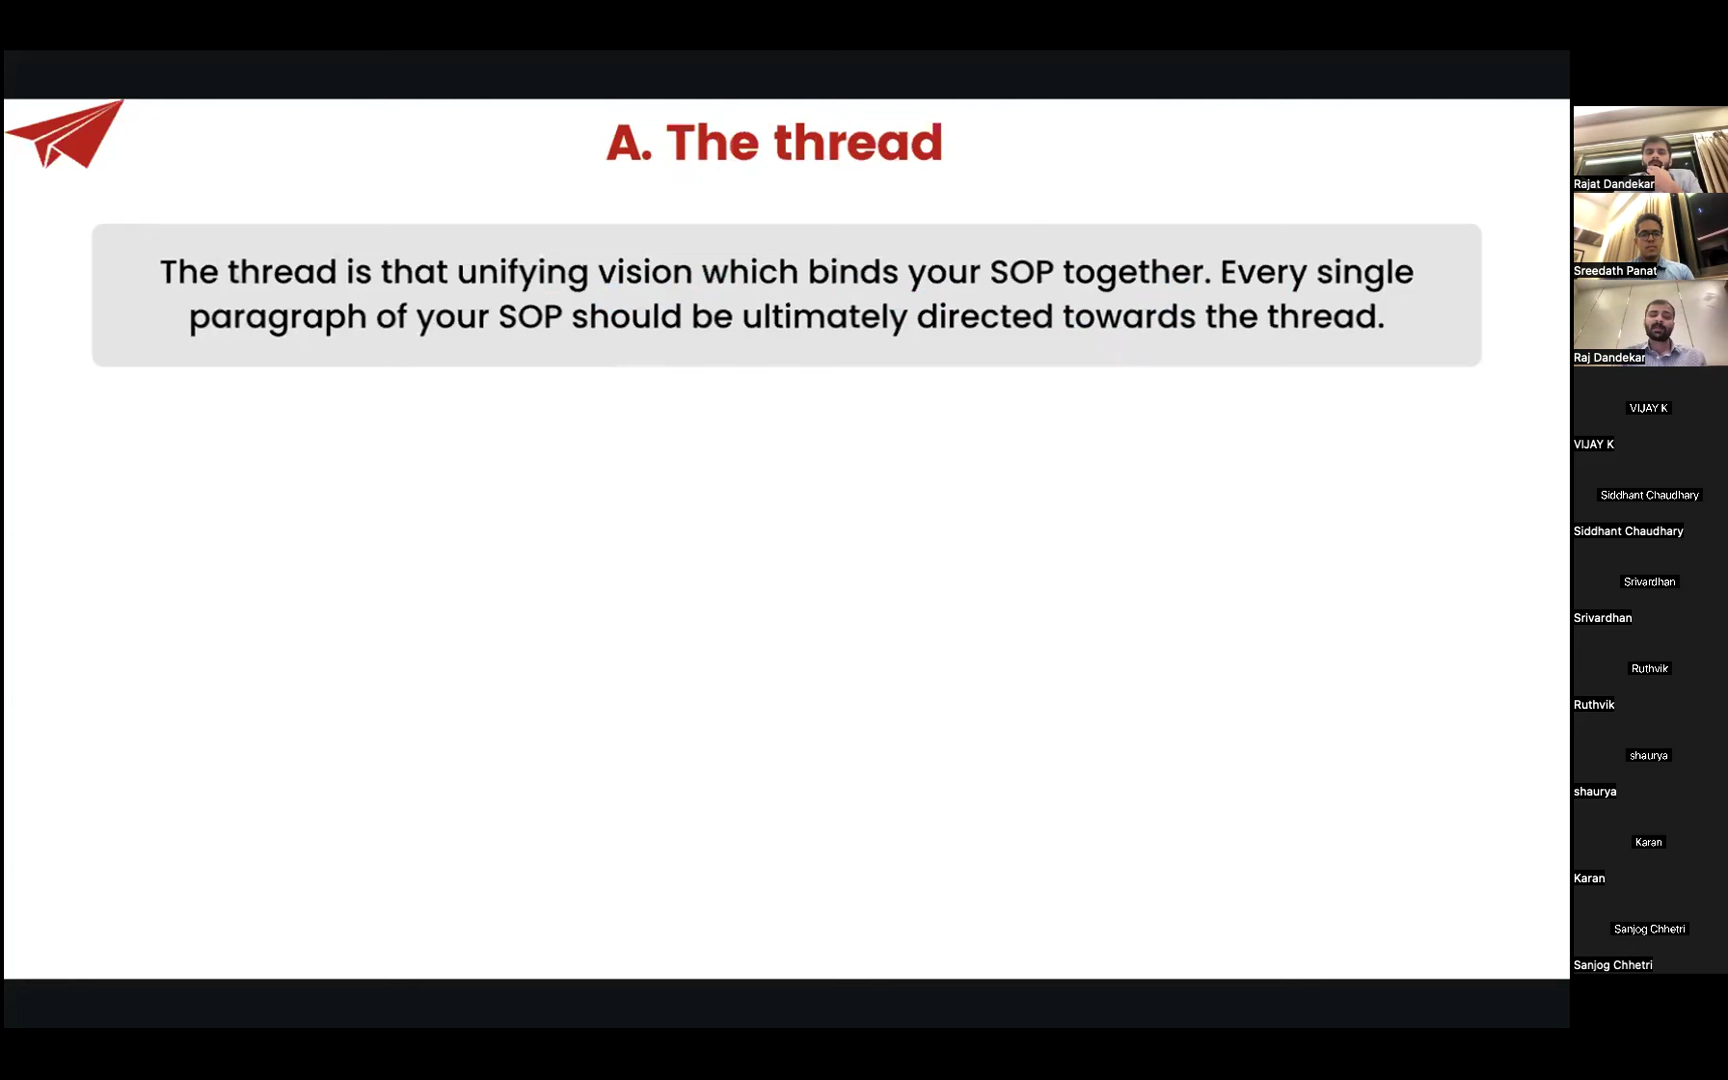 A. The thread
The thread is that unifying vision which binds your SOP together. Every single
paragraph of your SOP should be ultimately directed towards the thread.
Rajat Dandekar
Sreedath Panat
Raj Dandekar
VIJAY K
VIJAY K
Siddhant Chaudhary
Siddhant Chaudhary
Srivardhan
Srivardhan
Ruthvik
Ruthvik
shaurya
shaurya
Karan
Karan
Sanjog Chhetri
Sanjog Chhetri